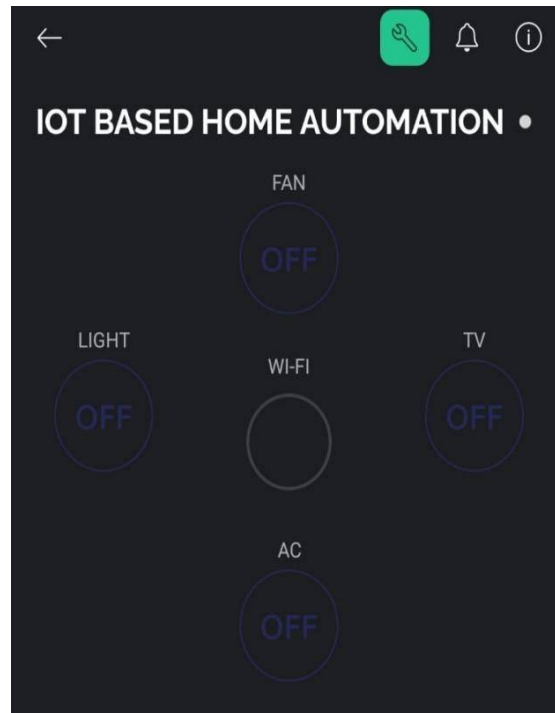 IOT BASED HOME AUTOMATION
FAN
OFF
LIGHT
TV
WI-FI
OFF
OFF
AC
OFF